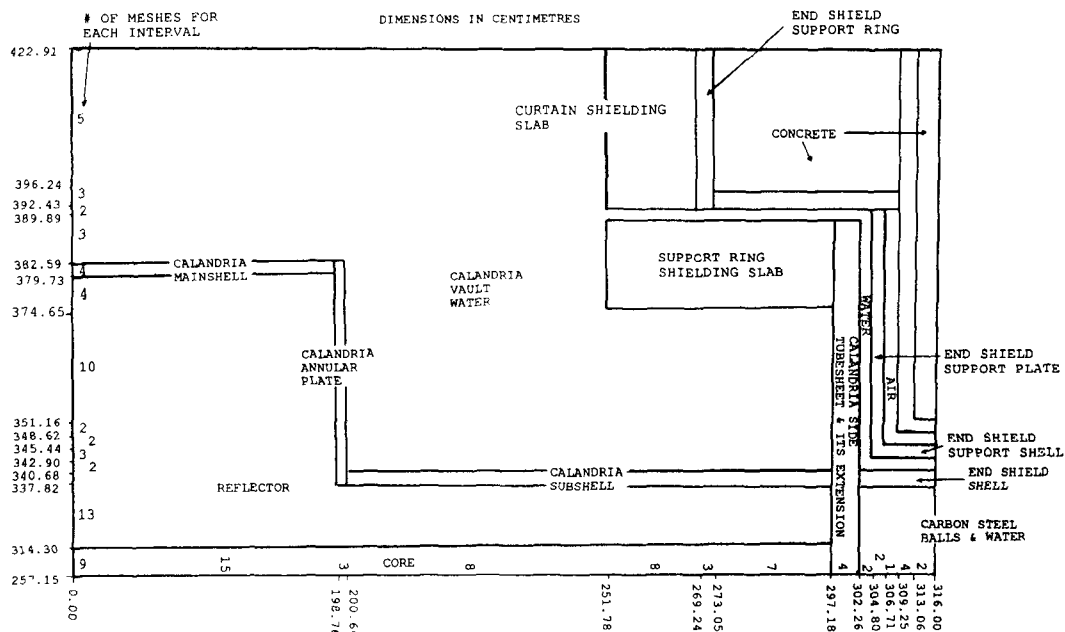 # OF MESHES FOR
EACH INTERVAL
DIMENSIONS IN CENTIMETRES
END SHIELD
SUPPORT RING
422.91
5
CURTAIN SHIELDING
SLAB
CONCRETE
396.24
3
392.43
2
389.89
3
382.59
4
379.73
4
374.65
CALANDRIA
MAINSHELL
CALANDRIA
VAULT
WATER
SUPPORT RING
SHIELDING SLAB
WATER
AIR
CALANDRIA SIDE
TUBESHEET & ITS EXTENSION
CALANDRIA
ANNULAR
PLATE
10
END SHIELD
SUPPORT PLATE
351.16
2
348.62
2
345.44
3
342.90
2
340.68
337.82
END SHIELD
SUPPORT SHELL
CALANDRIA
SUBSHELL
END SHIELD
SHELL
REFLECTOR
13
CARBON STEEL
BALLS & WATER
314.30
9
15
3
CORE
8
8
3
7
4
2
2
1
4
2
257.15
0.00
198.76
200.66
251.78
269.24
273.05
297.18
302.26
304.80
306.71
309.25
313.06
316.00